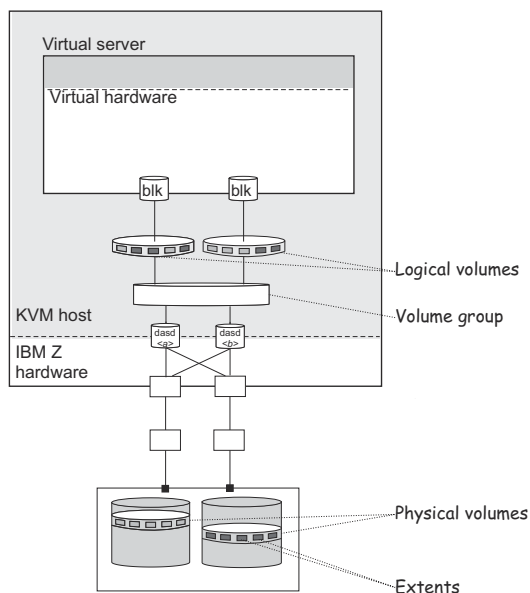 Virtual server
Virtual hardware
blk
blk
Logical volumes
Volume group
KVM host
dasd
<a>
dasd
<b>
IBM Z
hardware
Physical volumes
Extents